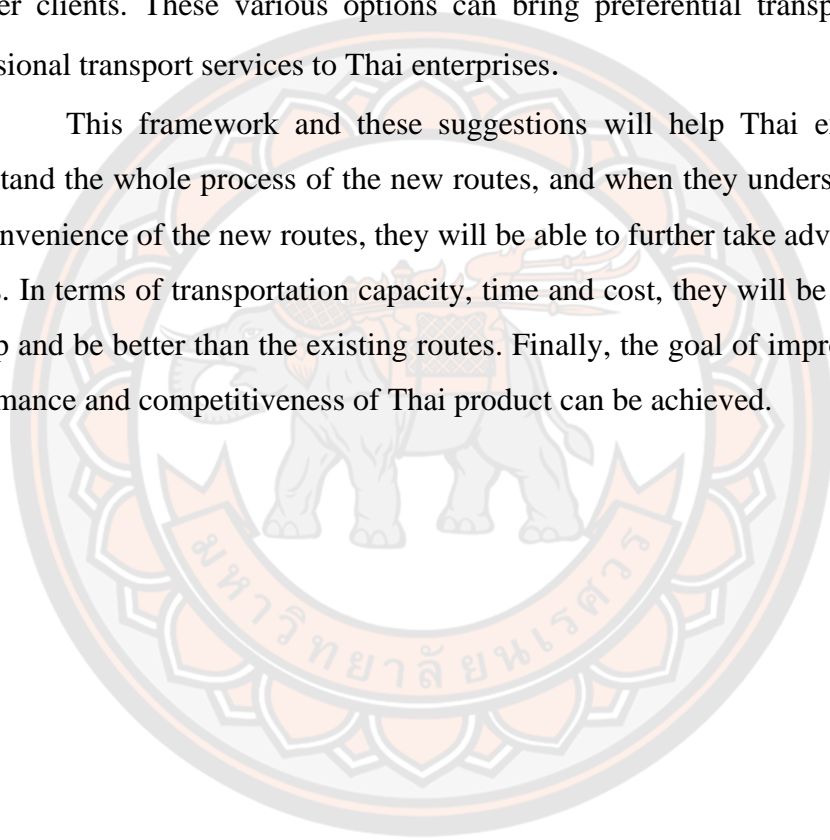 er clients. These various options can bring preferential transp
sional transport services to Thai enterprises.
This framework and these suggestions will help Thai e
tand the whole process of the new routes, and when they unders
nvenience of the new routes, they will be able to further take adv
s. In terms of transportation capacity, time and cost, they will be
p and be better than the existing routes. Finally, the goal of impro
mance and competitiveness of Thai product can be achieved.
มหาวิทยาลัยนเรศวร